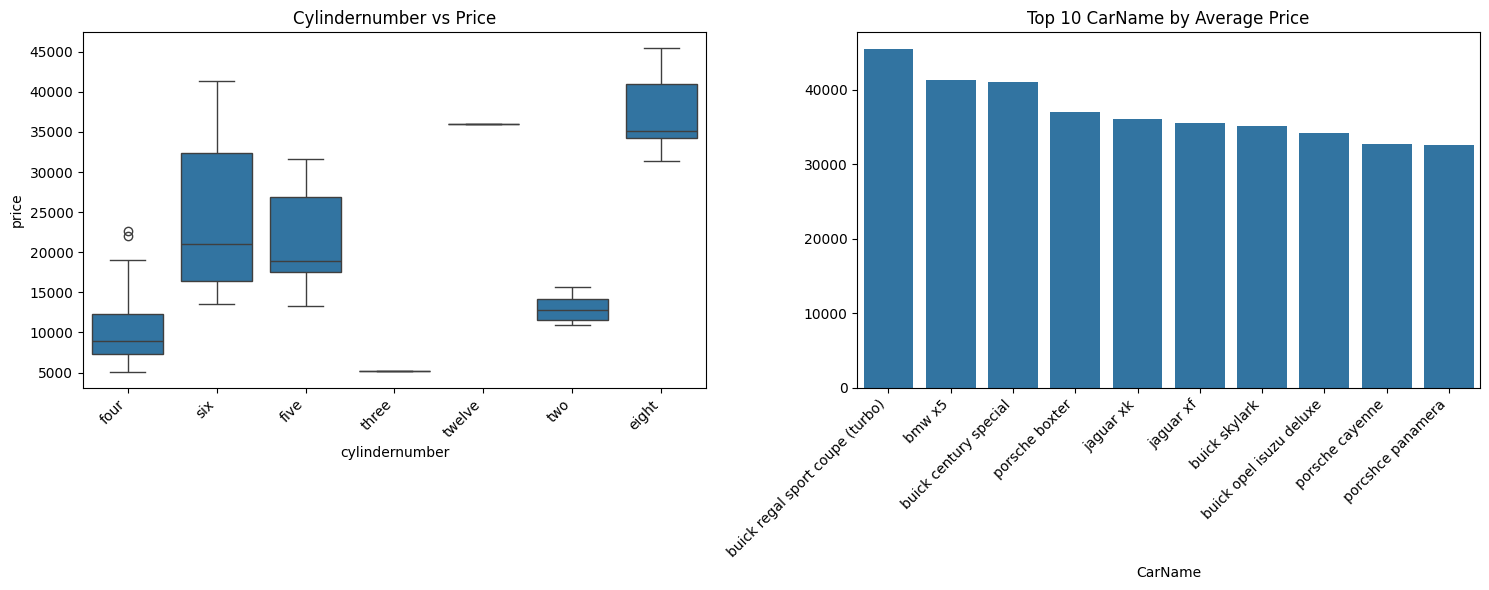 Cylindernumber vs Price
price
45000
40000
35000
30000
25000
20000
15000
10000
5000
four
six
five
three
twelve
two
eight
cylindernumber
Top 10 CarName by Average Price
40000
30000
20000
10000
0
buick regal sport coupe (turbo)
bmw x5
buick century special
porsche boxter
jaguar xk
jaguar xf
buick skylark
buick opel isuzu deluxe
porsche cayenne
porcshce panamera
CarName